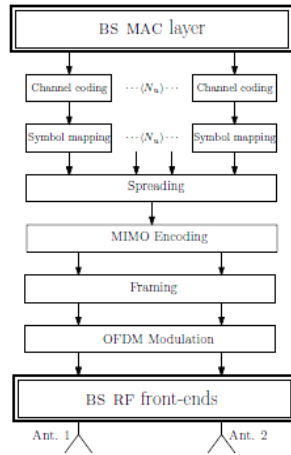 BS MAC layer
Channel coding ···(Nu)··· Channel coding
Symbol mapping ···(Nu)··· Symbol mapping
Spreading
MIMO Encoding
Framing
OFDM Modulation
BS RF front-ends
Ant. 1 Ant. 2